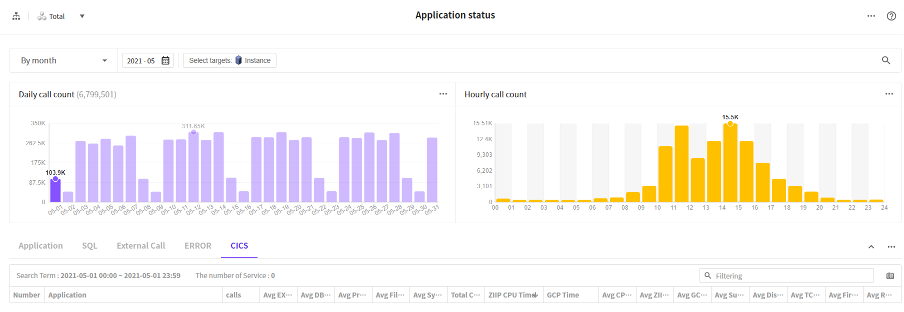 Total
Application status
By month
2021 - 05
Select targets: Instance
Daily call count (6,799,501)
350K
262.5K
175K
87.5K
0
103.9K
311.65K
05-01 05-02 05-03 05-04 05-05 05-06 05-07 05-08 05-09 05-10 05-11 05-12 05-13 05-14 05-15 05-16 05-17 05-18 05-19 05-20 05-21 05-22 05-23 05-24 05-25 05-26 05-27 05-28 05-29 05-30 05-31
Hourly call count
15.51K
12.4K
9,303
6,202
3,101
0
15.5K
00 01 02 03 04 05 06 07 08 09 10 11 12 13 14 15 16 17 18 19 20 21 22 23 24
Application SQL External Call ERROR CICS
Search Term : 2021-05-01 00:00 ~ 2021-05-01 23:59 The number of Service : 0
Filtering
Number Application calls Avg EX··· Avg DB··· Avg Pr··· Avg Fil··· Avg Sy··· Total C··· ZIIP CPU Time GCP Time Avg CP··· Avg ZII··· Avg GC··· Avg Su··· Avg Dis··· Avg TC··· Avg Fir··· Avg R···